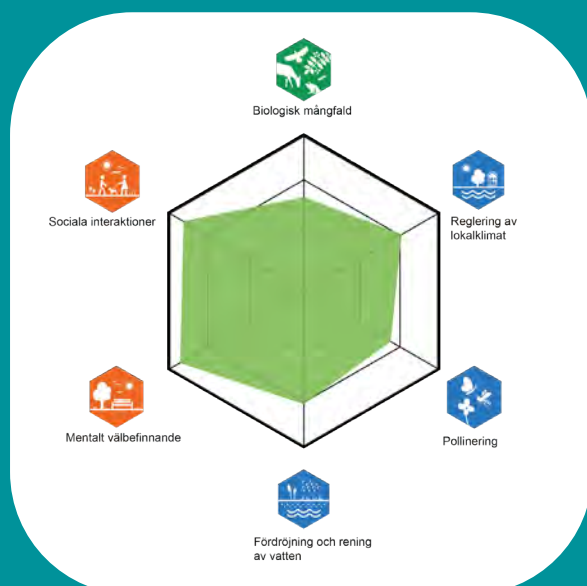 Biologisk mångfald
Sociala interaktioner
Reglering av
lokalklimat
Mentalt välbefinnande
Pollinering
Fördröjning och rening
av vatten